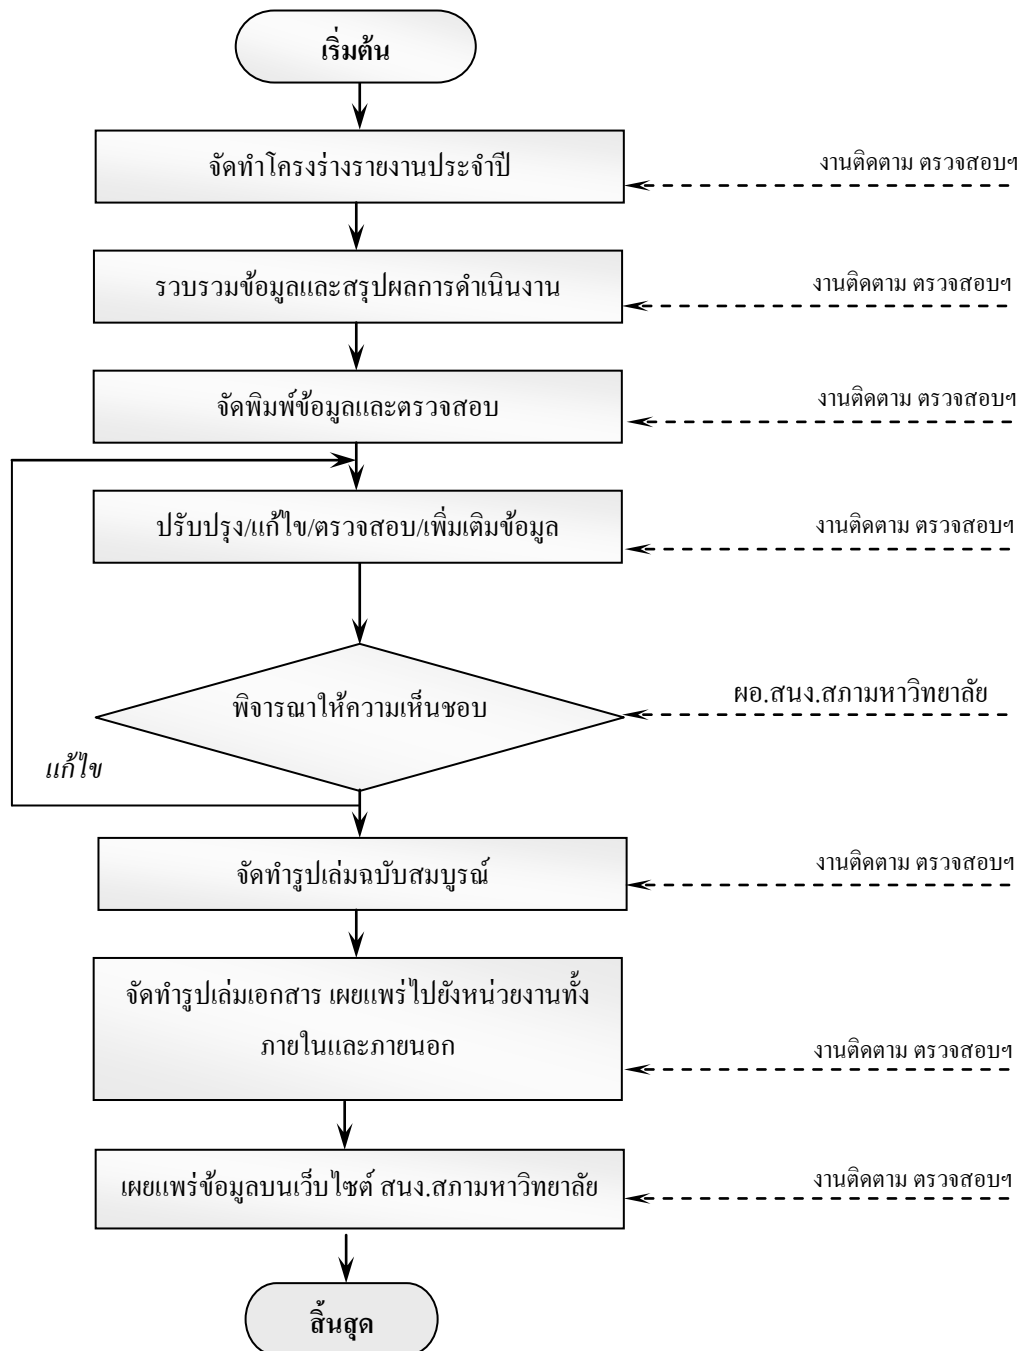 เริ่มต้น
จัดทำโครงร่างรายงานประจำปี
งานติดตาม ตรวจสอบฯ
รวบรวมข้อมูลและสรุปผลการดำเนินงาน
งานติดตาม ตรวจสอบฯ
จัดพิมพ์ข้อมูลและตรวจสอบ
งานติดตาม ตรวจสอบฯ
ปรับปรุง/แก้ไข/ตรวจสอบ/เพิ่มเติมข้อมูล
งานติดตาม ตรวจสอบฯ
พิจารณาให้ความเห็นชอบ
ผอ.สนง.สภามหาวิทยาลัย
แก้ไข
จัดทำรูปเล่มฉบับสมบูรณ์
งานติดตาม ตรวจสอบฯ
จัดทำรูปเล่มเอกสาร เผยแพร่ไปยังหน่วยงานทั้ง
ภายในและภายนอก
งานติดตาม ตรวจสอบฯ
เผยแพร่ข้อมูลบนเว็บไซต์ สนง.สภามหาวิทยาลัย
งานติดตาม ตรวจสอบฯ
สิ้นสุด